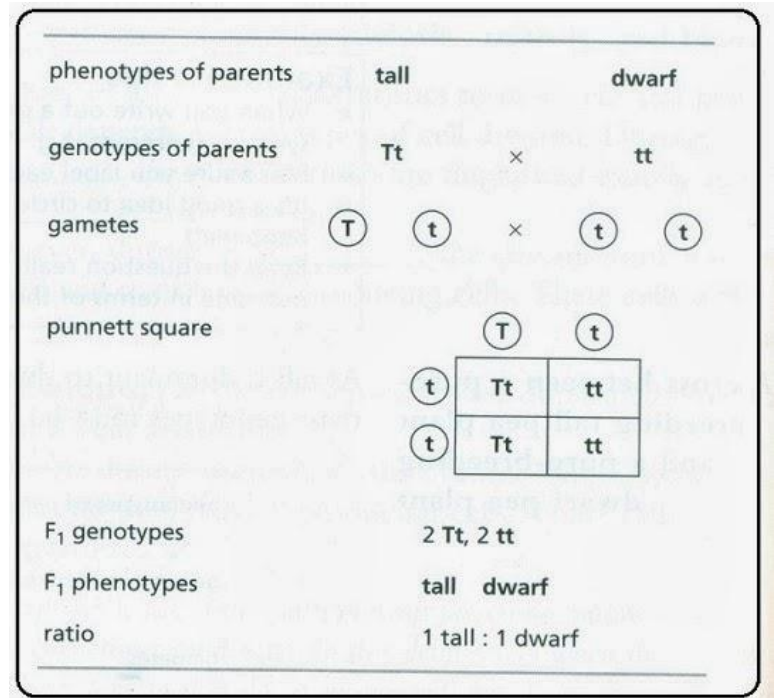 phenotypes of parents tall dwarf
genotypes of parents Tt × tt
gametes T t × t t
punnett square
T t
t Tt tt
t Tt tt
F₁ genotypes 2 Tt, 2 tt
F₁ phenotypes tall dwarf
ratio 1 tall : 1 dwarf